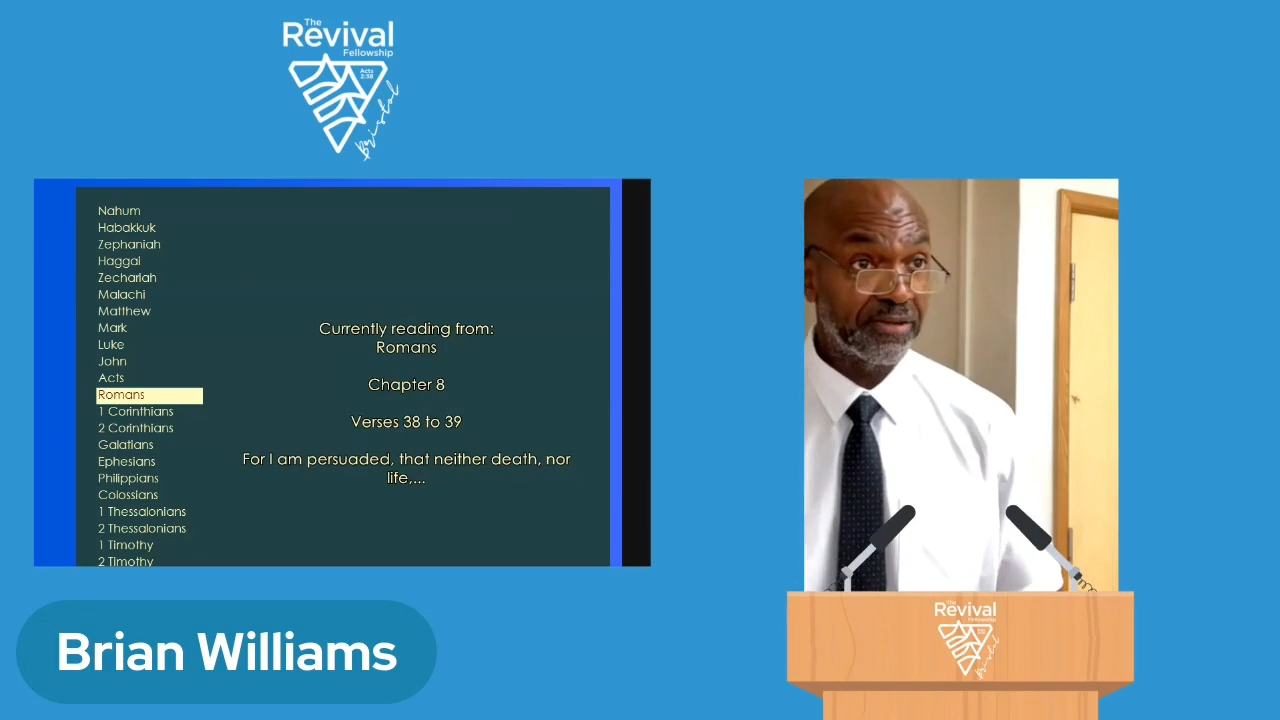 The
Revival
Fellowship
Acts
2:38
Bristol
Nahum
Habakkuk
Zephaniah
Haggai
Zechariah
Malachi
Matthew
Mark
Luke
John
Acts
Romans
1 Corinthians
2 Corinthians
Galatians
Ephesians
Philippians
Colossians
1 Thessalonians
2 Thessalonians
1 Timothy
2 Timothy
Currently reading from:
Romans
Chapter 8
Verses 38 to 39
For I am persuaded, that neither death, nor
life,...
Brian Williams
The
Revival
Fellowship
Bristol